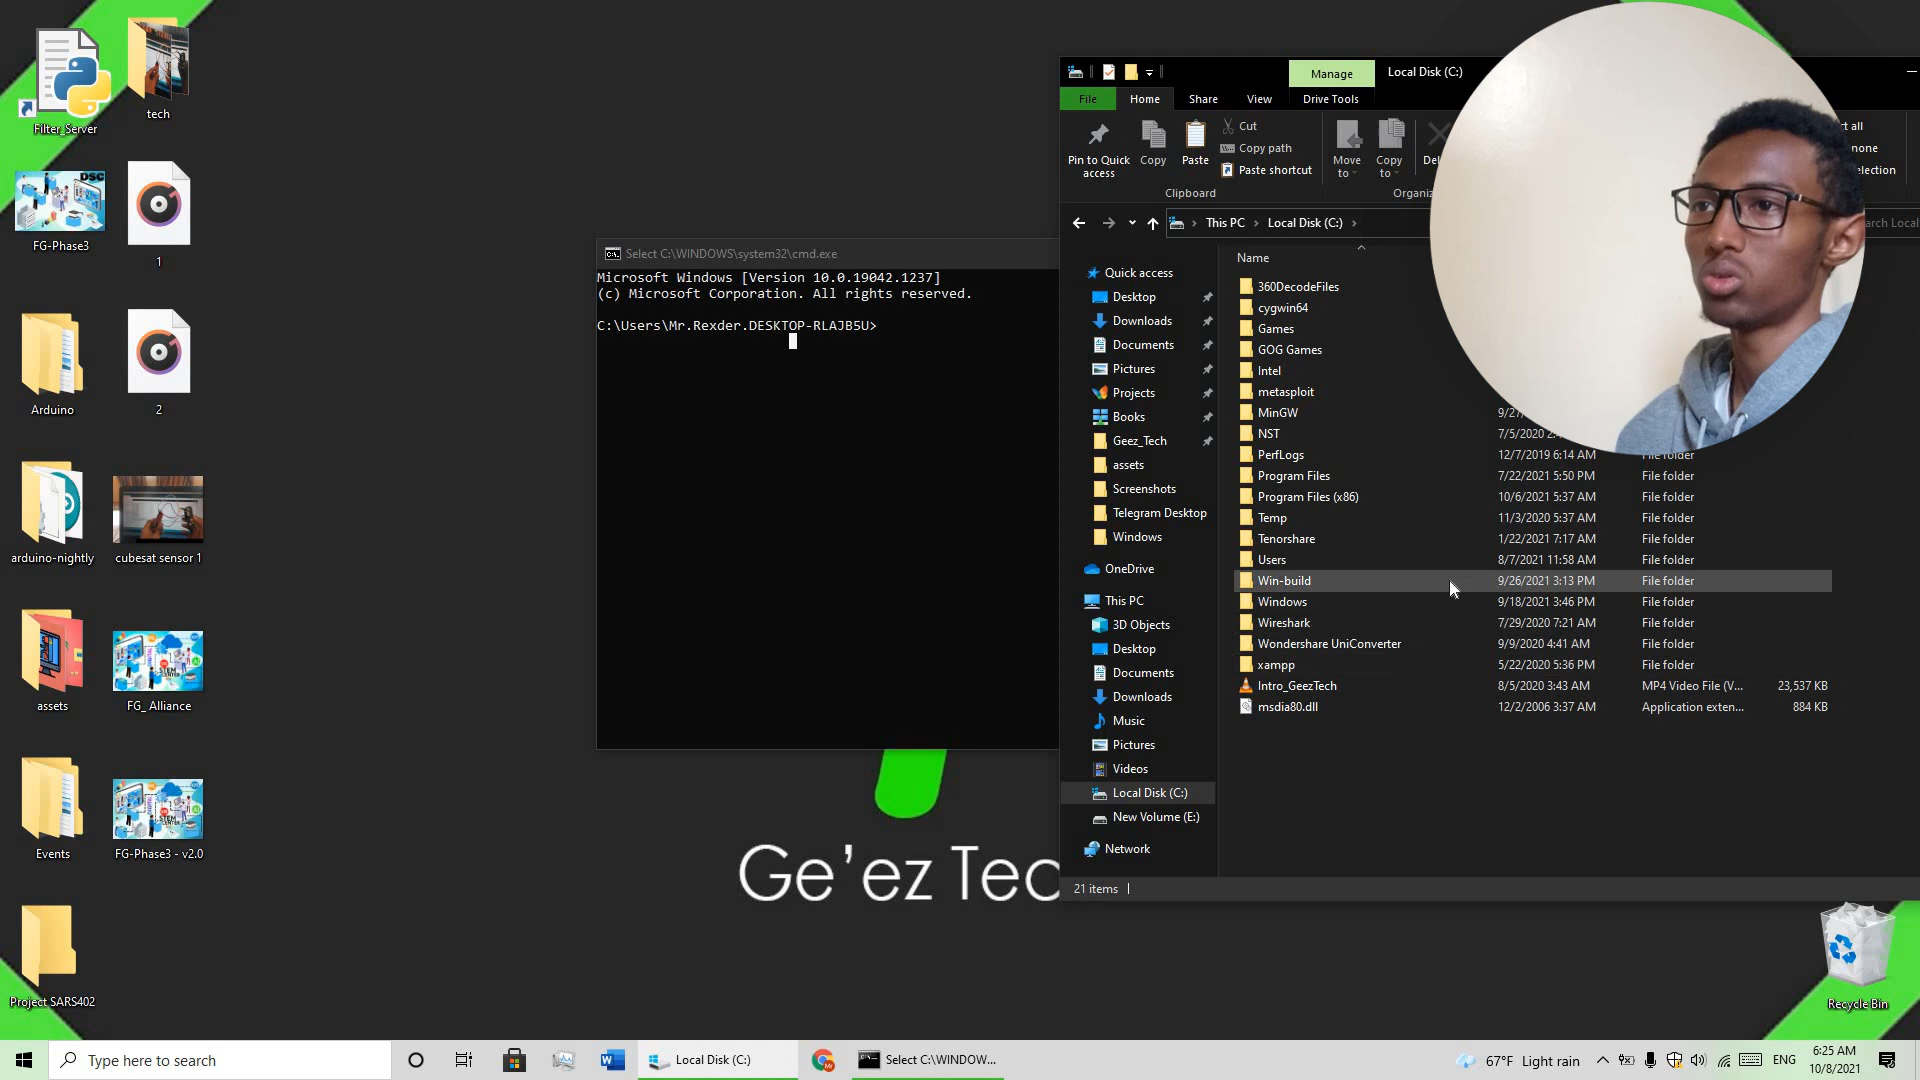 Filter_Server
tech
FG-Phase3
DSC
1
Arduino
2
arduino-nightly
cubesat sensor 1
assets
FG_ Alliance
Events
FG-Phase3 - v2.0
Project SARS402
Recycle Bin
Select C:\WINDOWS\system32\cmd.exe
Microsoft Windows [Version 10.0.19042.1237]
(c) Microsoft Corporation. All rights reserved.
C:\Users\Mr.Rexder.DESKTOP-RLAJB5U>
Ge’ez Tec
Manage Local Disk (C:)
File Home Share View Drive Tools
Pin to Quick access
Copy
Paste
Cut
Copy path
Paste shortcut
Move to
Copy to
Clipboard
This PC Local Disk (C:)
Quick access
Desktop
Downloads
Documents
Pictures
Projects
Books
Geez_Tech
assets
Screenshots
Telegram Desktop
Windows
OneDrive
This PC
3D Objects
Desktop
Documents
Downloads
Music
Pictures
Videos
Local Disk (C:)
New Volume (E:)
Network
Name
360DecodeFiles
cygwin64
Games
GOG Games
Intel
metasploit
MinGW
NST 7/5/2020
PerfLogs 12/7/2019 6:14 AM File folder
Program Files 7/22/2021 5:50 PM File folder
Program Files (x86) 10/6/2021 5:37 AM File folder
Temp 11/3/2020 5:37 AM File folder
Tenorshare 1/22/2021 7:17 AM File folder
Users 8/7/2021 11:58 AM File folder
Win-build 9/26/2021 3:13 PM File folder
Windows 9/18/2021 3:46 PM File folder
Wireshark 7/29/2020 7:21 AM File folder
Wondershare UniConverter 9/9/2020 4:41 AM File folder
xampp 5/22/2020 5:36 PM File folder
Intro_GeezTech 8/5/2020 3:43 AM MP4 Video File (V... 23,537 KB
msdia80.dll 12/2/2006 3:37 AM Application exten... 884 KB
21 items
Type here to search
Local Disk (C:)
Select C:\WINDOW...
67°F Light rain
ENG
6:25 AM
10/8/2021